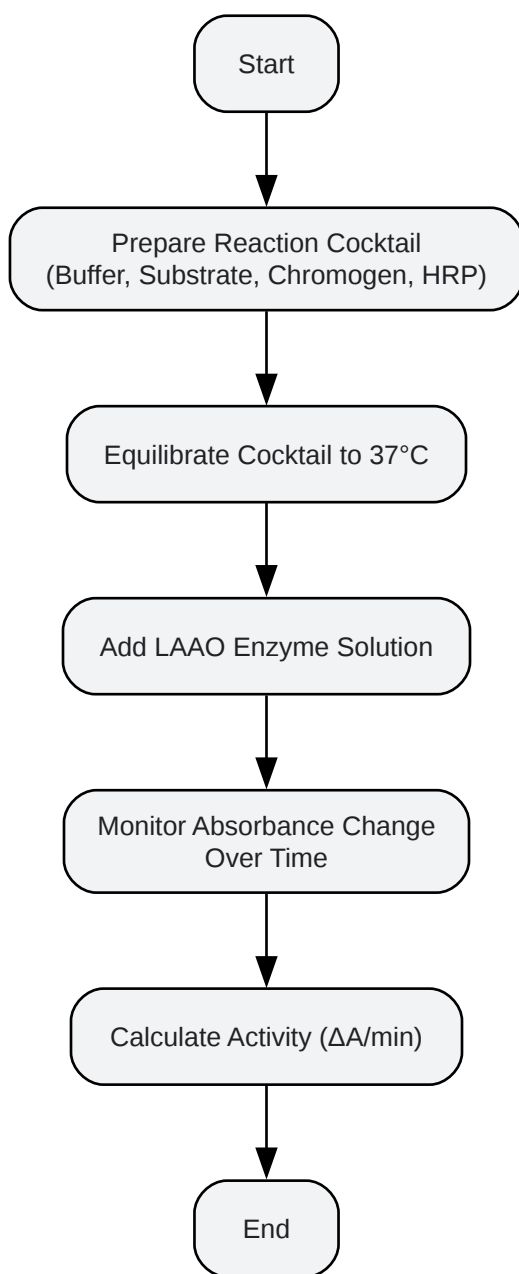 Start
Prepare Reaction Cocktail
(Buffer, Substrate, Chromogen, HRP)
Equilibrate Cocktail to 37°C
Add LAAO Enzyme Solution
Monitor Absorbance Change
Over Time
Calculate Activity (ΔA/min)
End